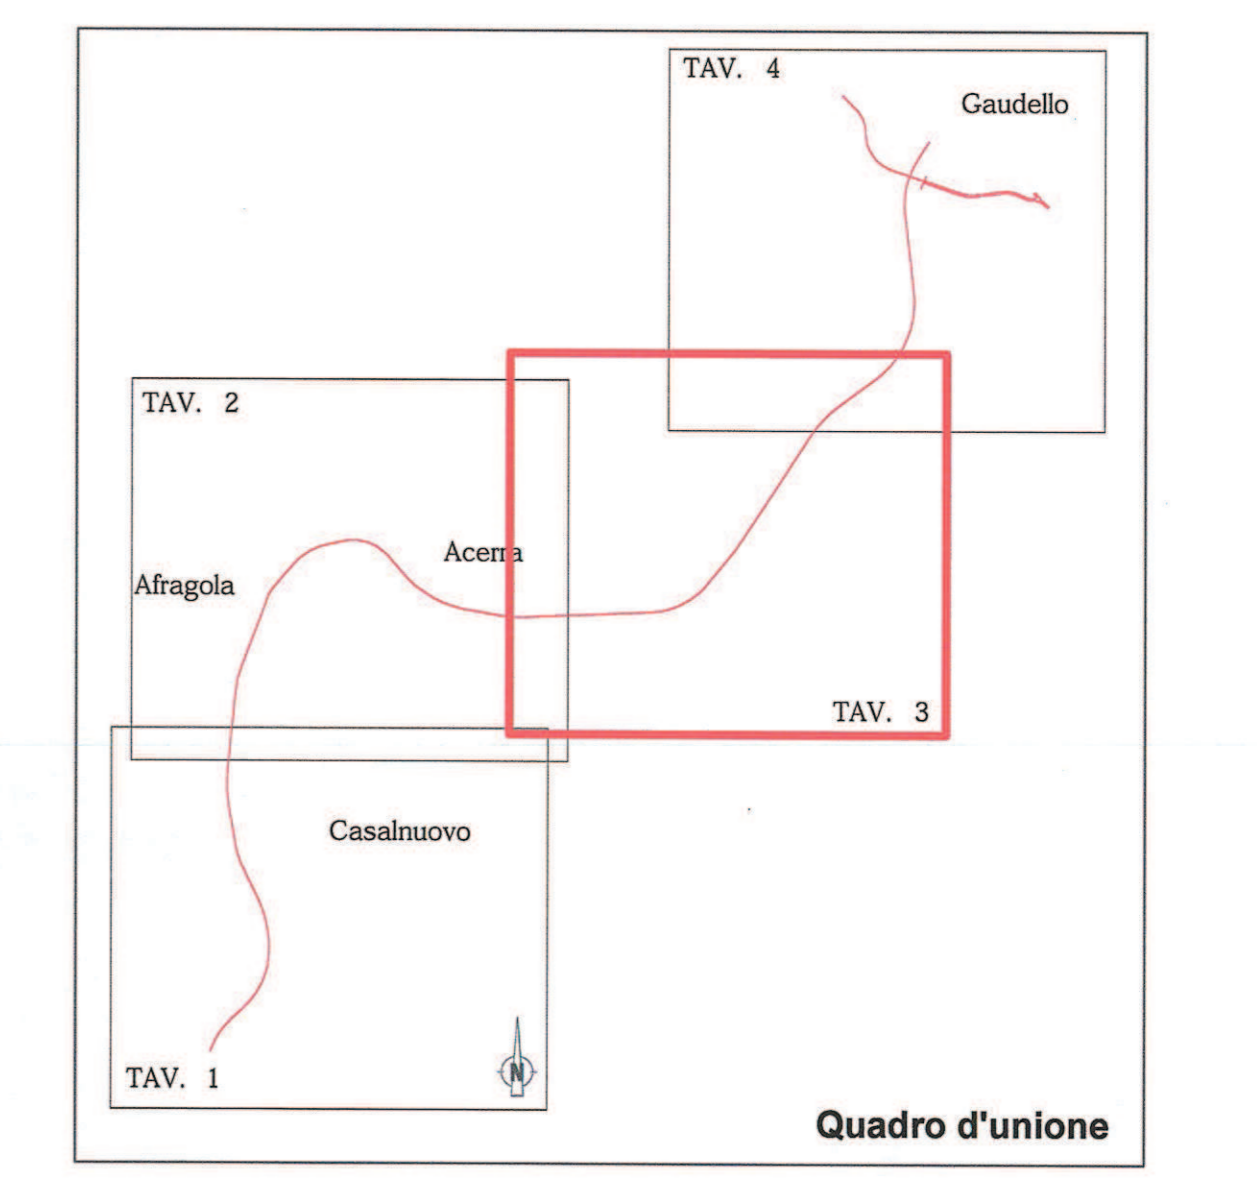 TAV. 4
Gaudello
TAV. 2
Acerra
Afragola
TAV. 3
Casalnuovo
TAV. 1
N
Quadro d'unione